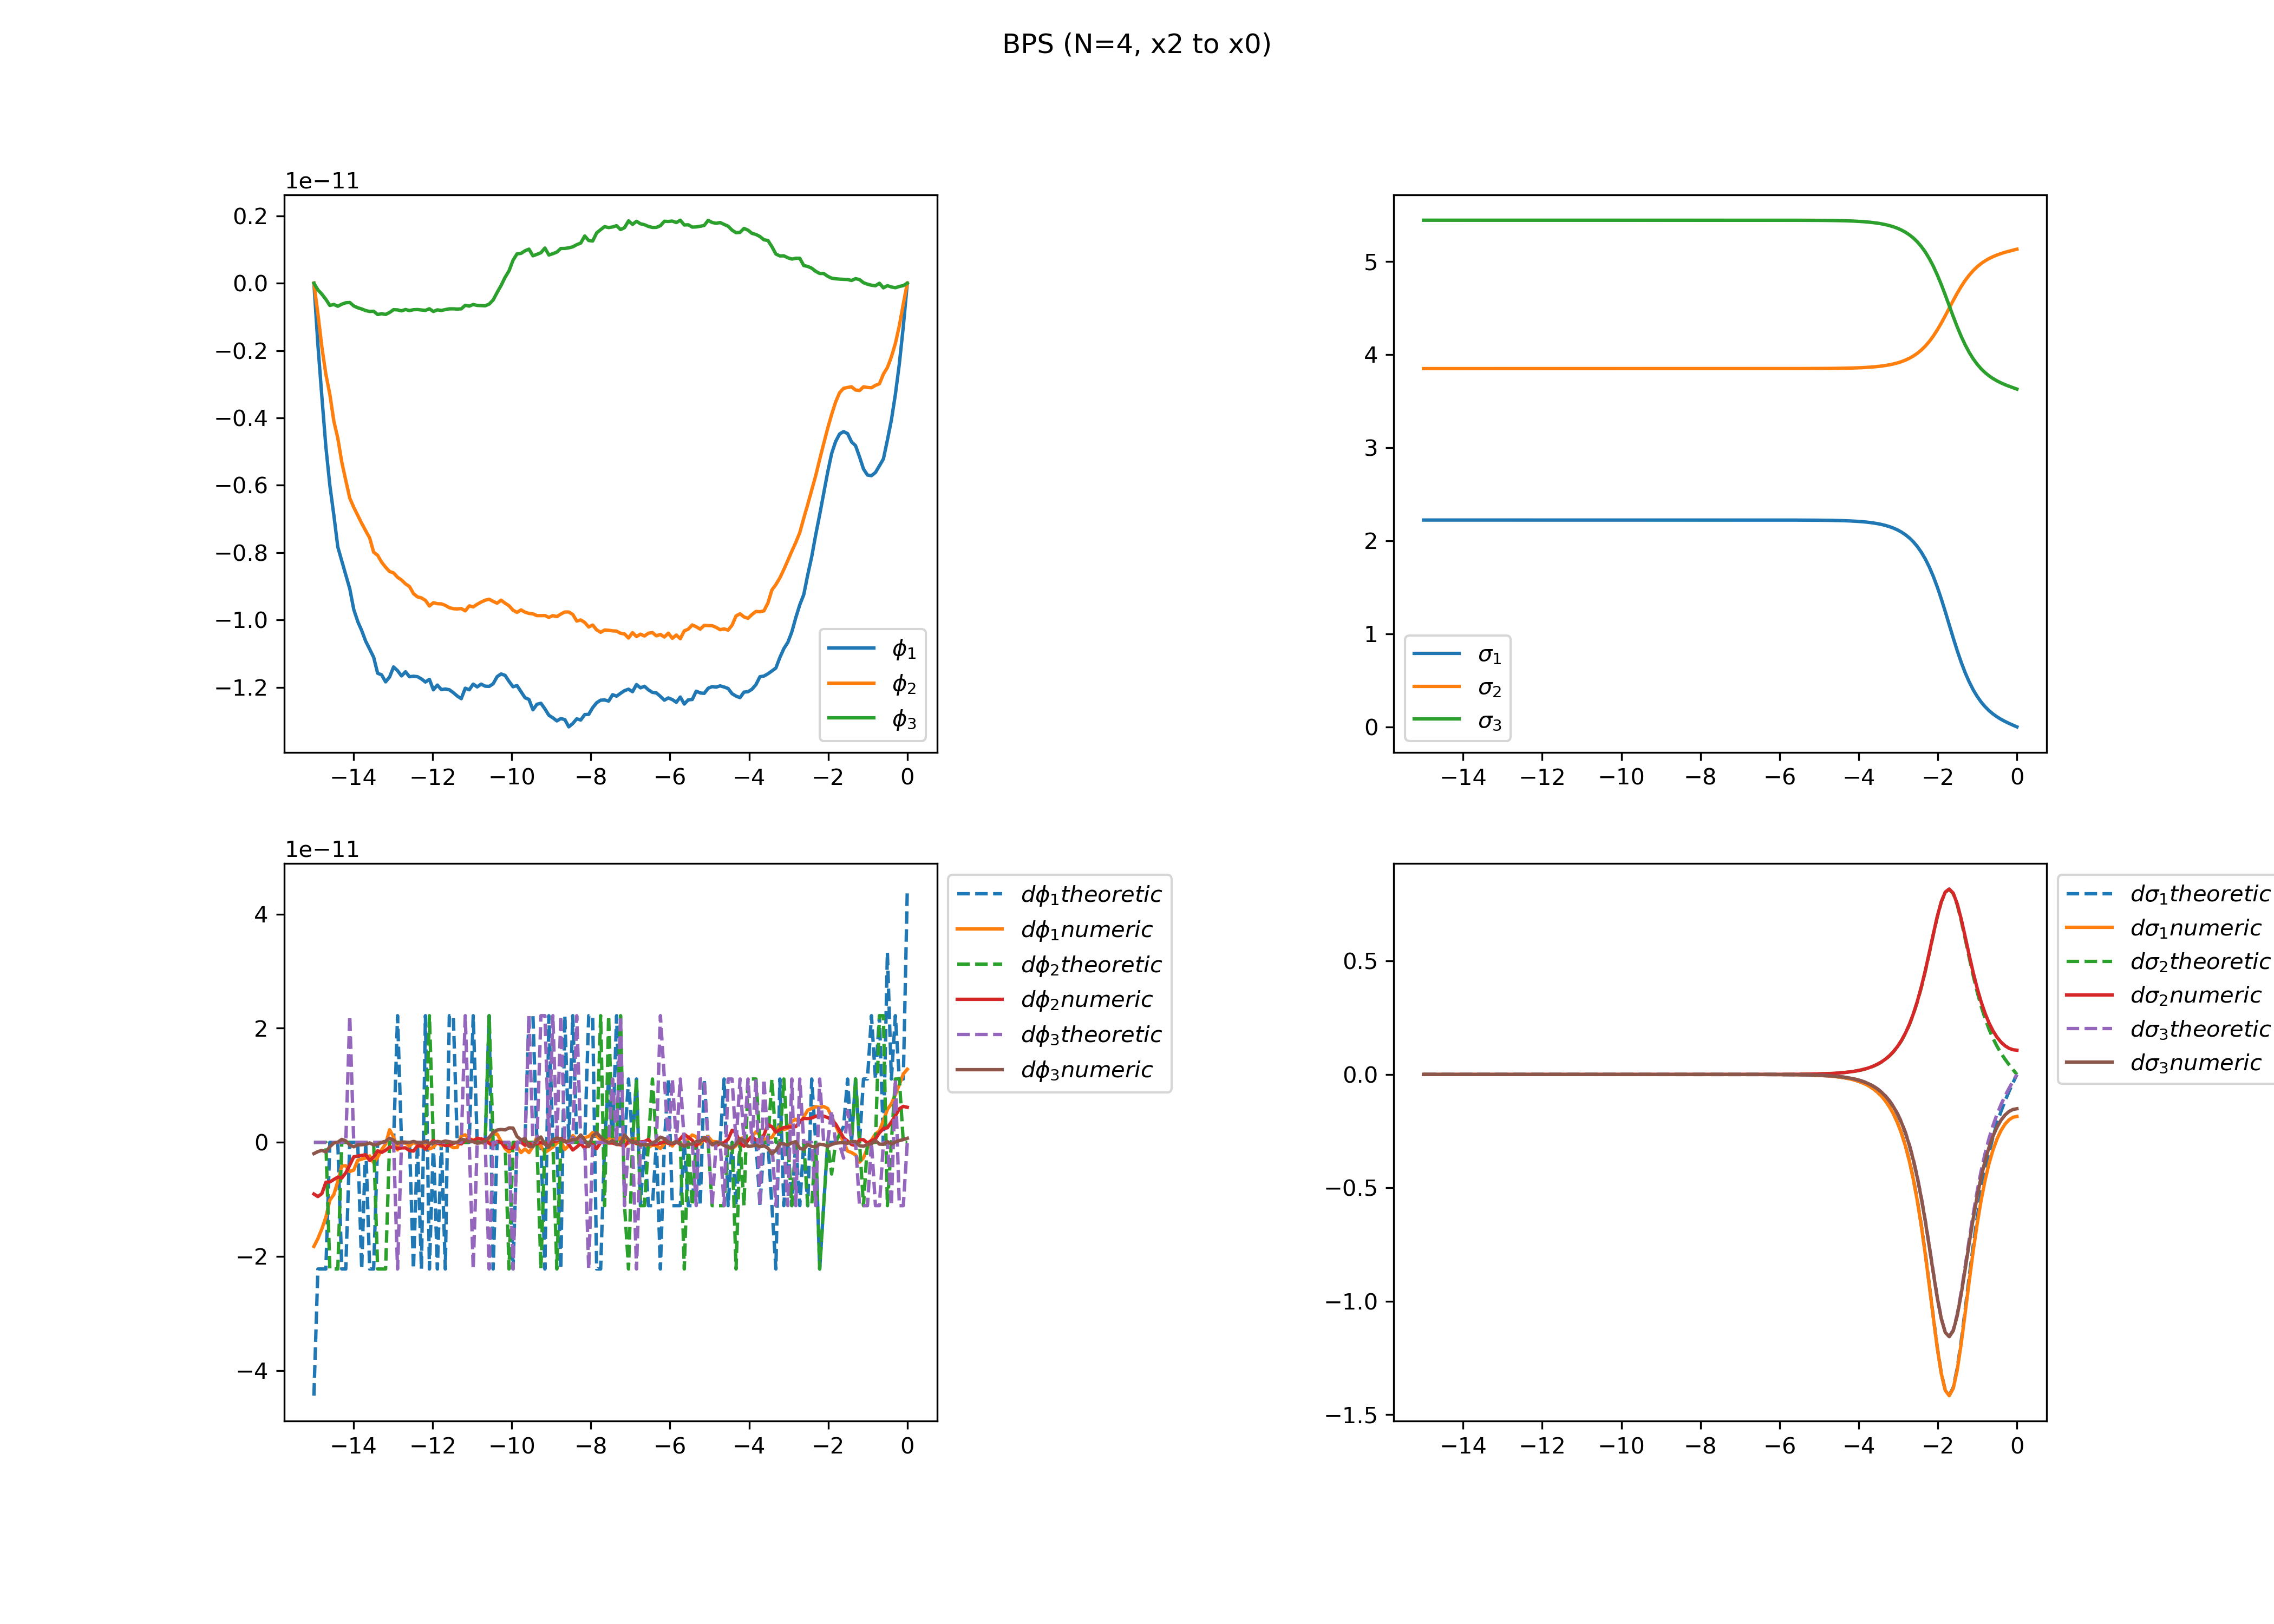 BPS (N=4, x2 to x0)
1e−11
0.2
0.0
−0.2
−0.4
−0.6
−0.8
−1.0
−1.2
−14 −12 −10 −8 −6 −4 −2 0
ϕ1
ϕ2
ϕ3
5
4
3
2
1
0
−14 −12 −10 −8 −6 −4 −2 0
σ1
σ2
σ3
1e−11
4
2
0
−2
−4
−14 −12 −10 −8 −6 −4 −2 0
dϕ1theoretic
dϕ1numeric
dϕ2theoretic
dϕ2numeric
dϕ3theoretic
dϕ3numeric
0.5
0.0
−0.5
−1.0
−1.5
−14 −12 −10 −8 −6 −4 −2 0
dσ1theoretic
dσ1numeric
dσ2theoretic
dσ2numeric
dσ3theoretic
dσ3numeric